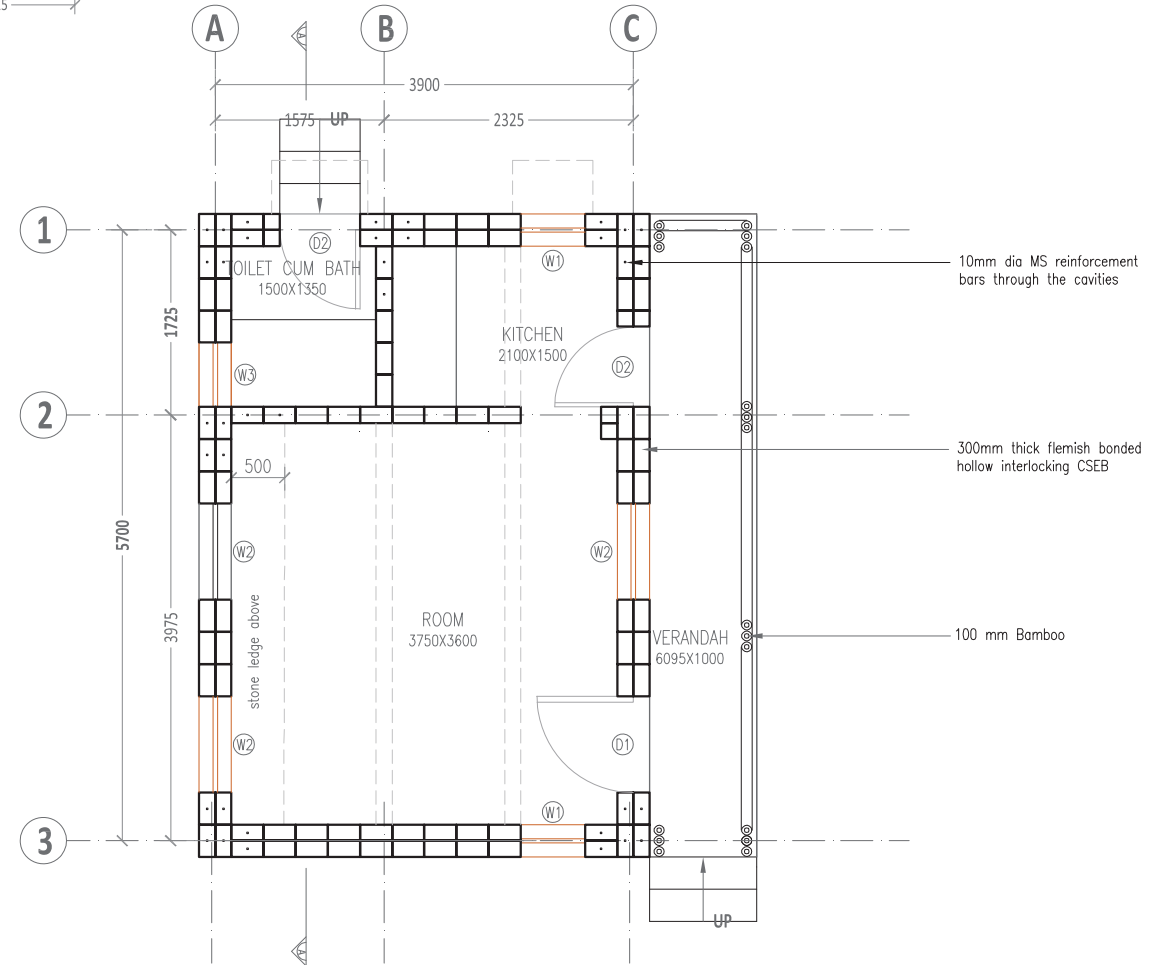 A
B
C
A
3900
1575
UP
2325
1
D2
W1
TOILET CUM BATH
1500X1350
10mm dia MS reinforcement
bars through the cavities
1725
KITCHEN
2100X1500
W3
D2
2
300mm thick flemish bonded
hollow interlocking CSEB
500
5700
W2
W2
3975
stone ledge above
ROOM
3750X3600
VERANDAH
6095X1000
100 mm Bamboo
W2
D1
W1
3
UP
A